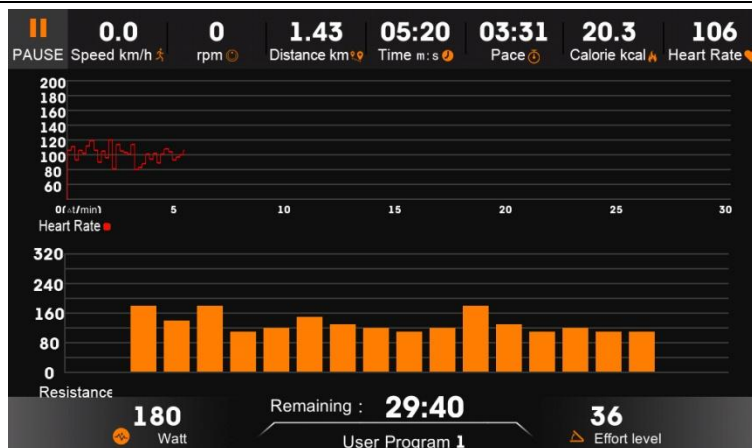 0.0 0 1.43 05:20 03:31 20.3 106
PAUSE Speed km/h rpm Distance km Time m:s Pace Calorie kcal Heart Rate
200
180
160
140
120
100
80
60
0(Δt/min) 5 10 15 20 25 30
Heart Rate
320
240
160
80
0
Resistance
180
Watt
Remaining : 29:40
User Program 1
36
Effort level